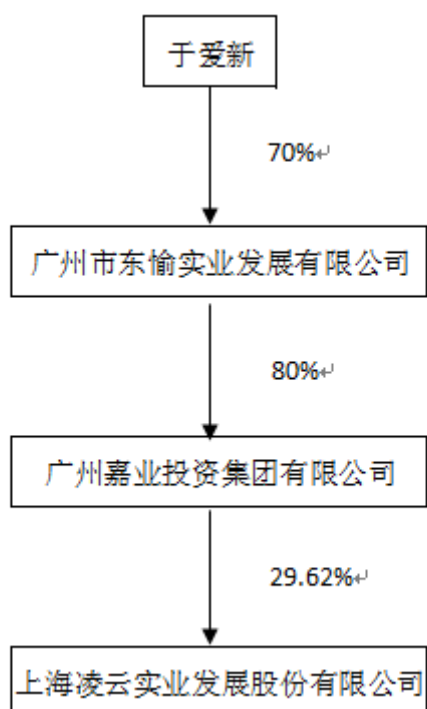 于爱新
70%↵
广州市东愉实业发展有限公司
80%↵
广州嘉业投资集团有限公司
29.62%↵
上海凌云实业发展股份有限公司